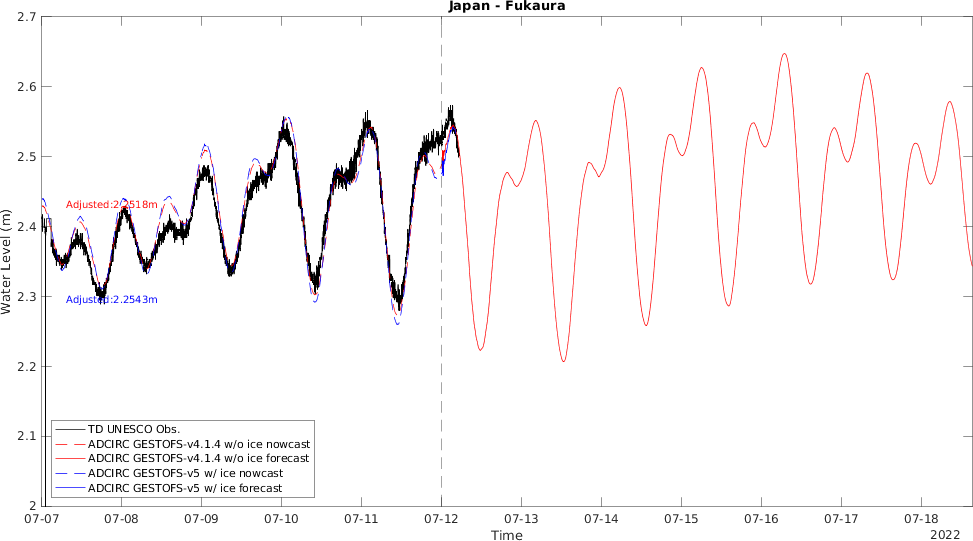 Japan - Fukaura
2.7
2.6
2.5
2.4
2.3
2.2
2.1
2
Water Level (m)
Adjusted:2.2518m
Adjusted:2.2543m
TD UNESCO Obs.
ADCIRC GESTOFS-v4.1.4 w/o ice nowcast
ADCIRC GESTOFS-v4.1.4 w/o ice forecast
ADCIRC GESTOFS-v5 w/ ice nowcast
ADCIRC GESTOFS-v5 w/ ice forecast
07-07 07-08 07-09 07-10 07-11 07-12 07-13 07-14 07-15 07-16 07-17 07-18
Time
2022